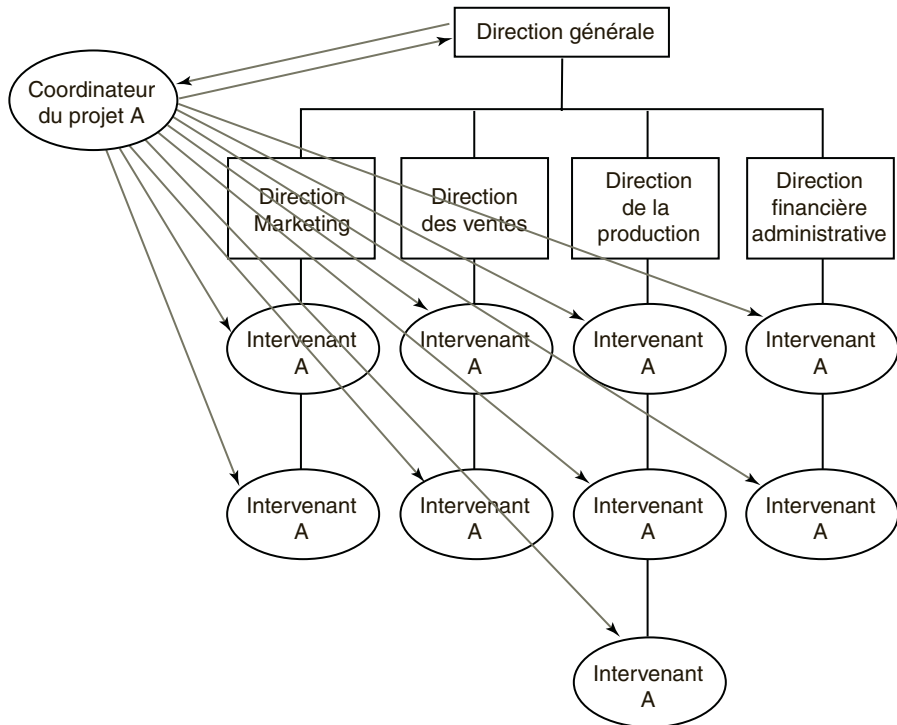 Direction générale
Coordinateur
du projet A
Direction
Marketing
Direction
des ventes
Direction
de la
production
Direction
financière
administrative
Intervenant
A
Intervenant
A
Intervenant
A
Intervenant
A
Intervenant
A
Intervenant
A
Intervenant
A
Intervenant
A
Intervenant
A